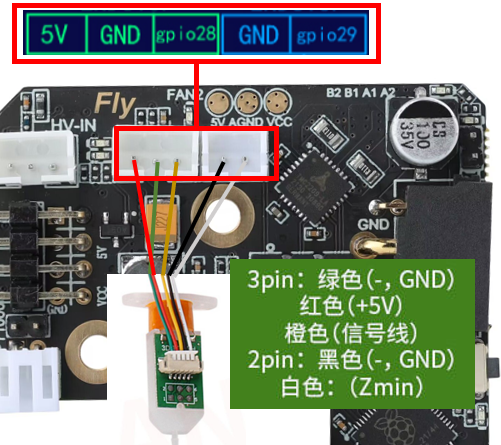 5V GND gpio28 GND gpio29
Fly
FAN2
B2 B1 A1 A2
5V AGND VCC
HV-IN
100
35V
GND
5V
VCC
3pin：绿色(-，GND)
红色(+5V)
橙色(信号线)
2pin：黑色(-，GND)
白色：（Zmin）